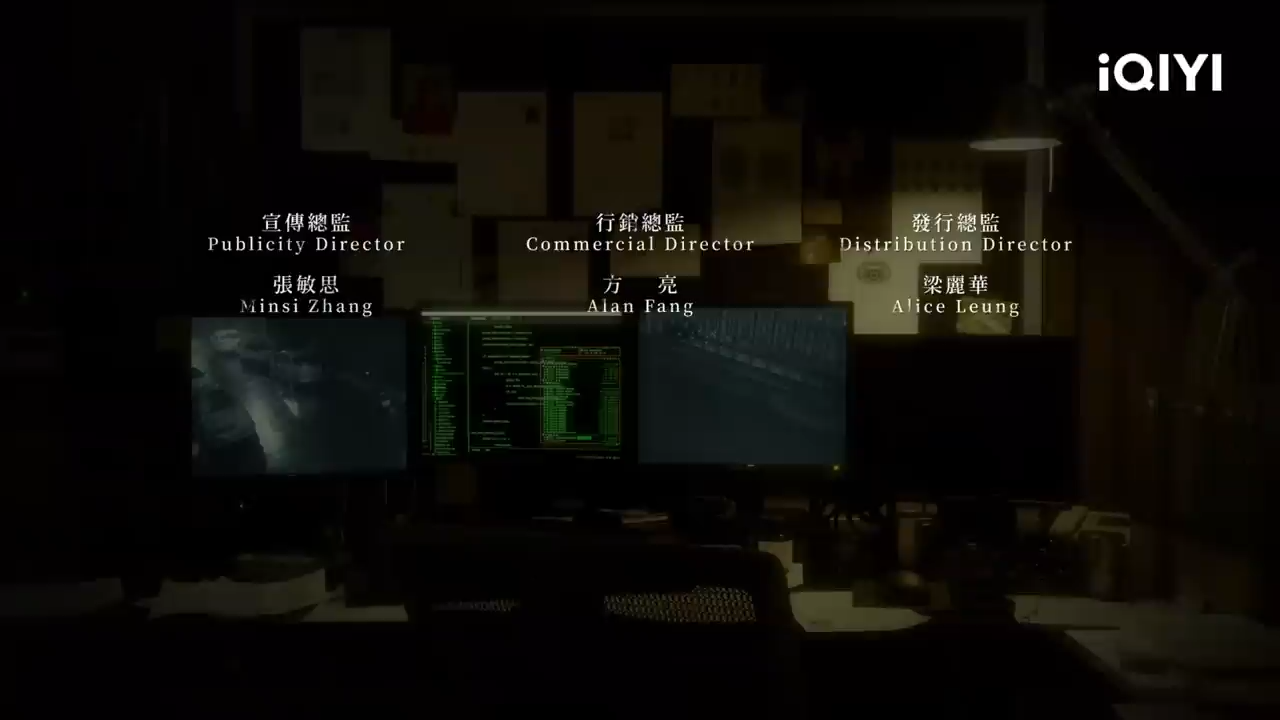 iQIYI
宣傳總監
Publicity Director
張敏思
Minsi Zhang
行銷總監
Commercial Director
方 亮
Alan Fang
發行總監
Distribution Director
梁麗華
Alice Leung